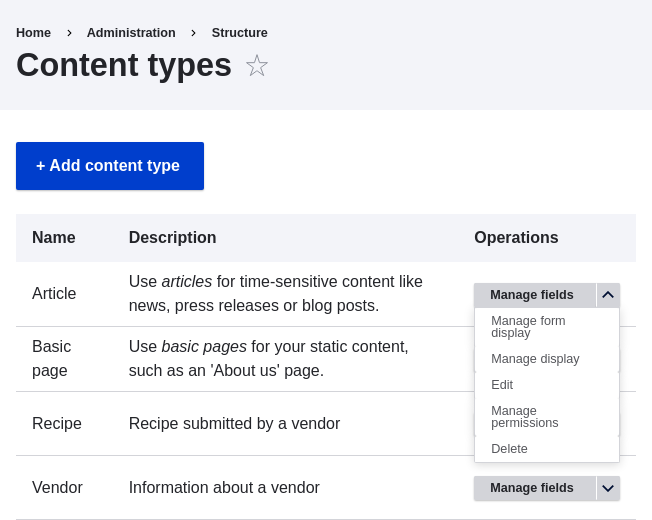 Home > Administration > Structure
Content types
+ Add content type
Name Description Operations
Article
Use articles for time-sensitive content like
news, press releases or blog posts.
Manage fields
Manage form
display
Manage display
Edit
Manage
permissions
Delete
Basic
page
Use basic pages for your static content,
such as an 'About us' page.
Recipe Recipe submitted by a vendor
Vendor Information about a vendor Manage fields